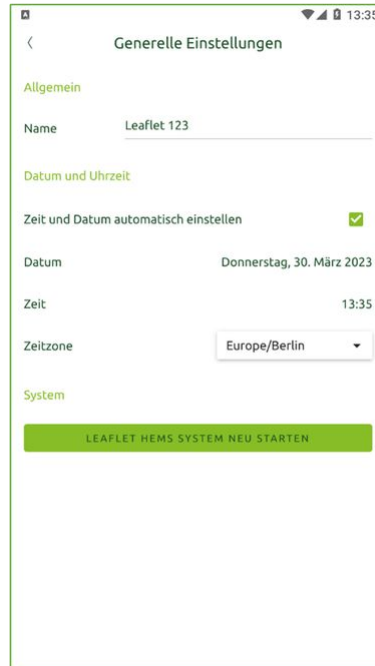 13:35
Generelle Einstellungen
Allgemein
Name Leaflet 123
Datum und Uhrzeit
Zeit und Datum automatisch einstellen
Datum Donnerstag, 30. März 2023
Zeit 13:35
Zeitzone Europe/Berlin
System
LEAFLET HEMS SYSTEM NEU STARTEN